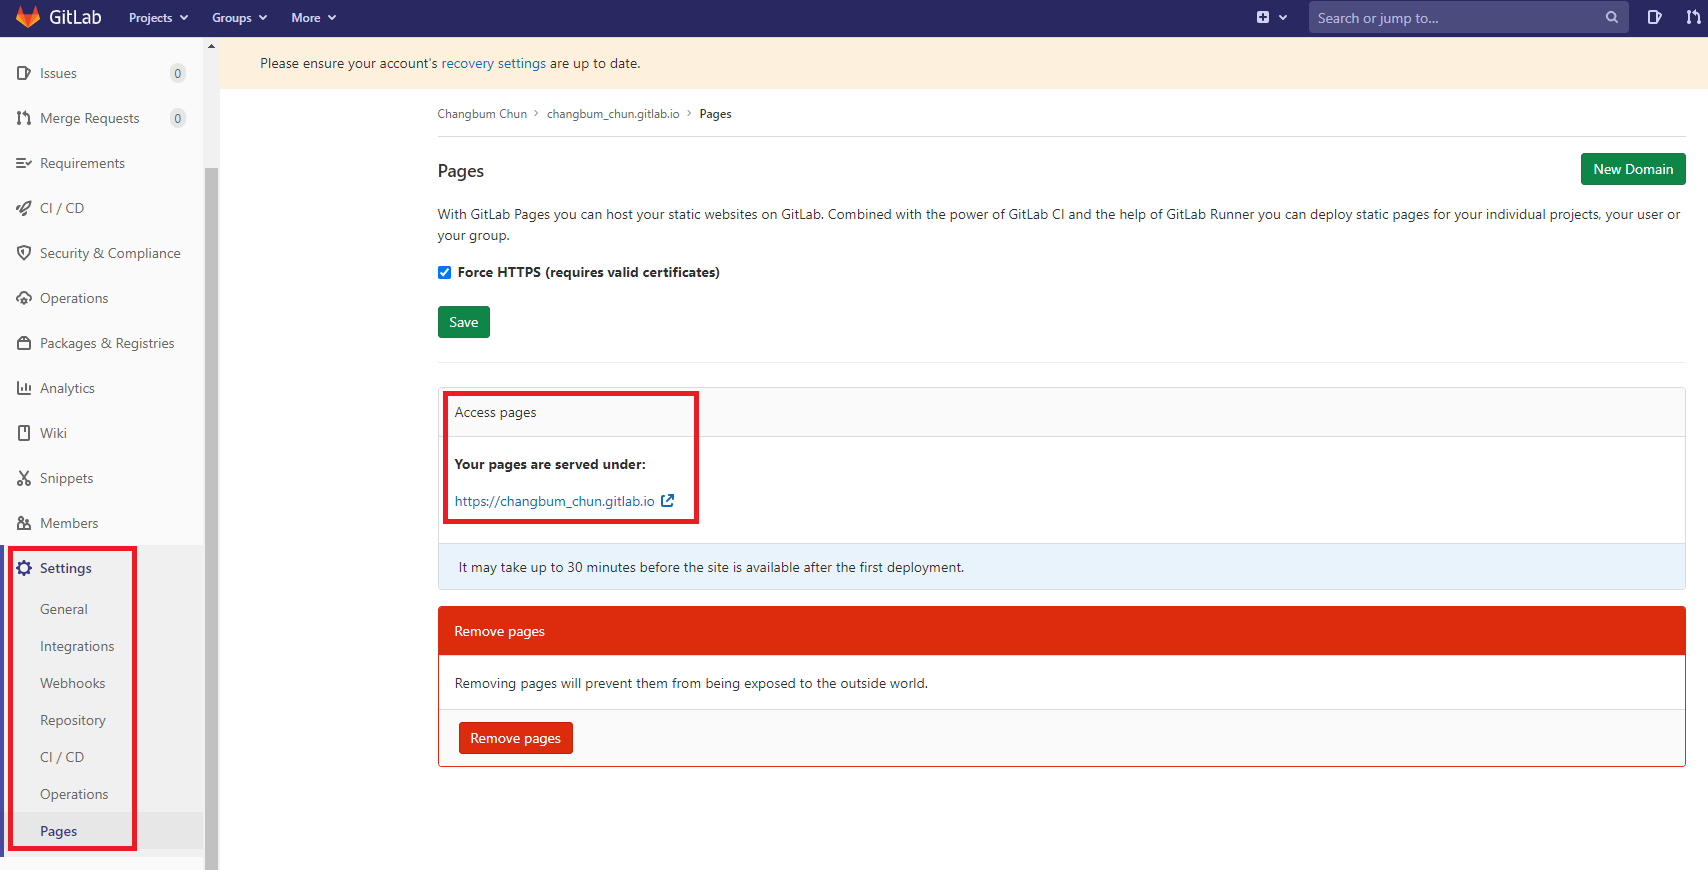 GitLab
Projects
Groups
More
Search or jump to...
Issues
0
Merge Requests
0
Requirements
CI / CD
Security & Compliance
Operations
Packages & Registries
Analytics
Wiki
Snippets
Members
Settings
General
Integrations
Webhooks
Repository
CI / CD
Operations
Pages
Please ensure your account's recovery settings are up to date.
Changbum Chun › changbum_chun.gitlab.io › Pages
Pages
New Domain
With GitLab Pages you can host your static websites on GitLab. Combined with the power of GitLab CI and the help of GitLab Runner you can deploy static pages for your individual projects, your user or
your group.
Force HTTPS (requires valid certificates)
Save
Access pages
Your pages are served under:
https://changbum_chun.gitlab.io
It may take up to 30 minutes before the site is available after the first deployment.
Remove pages
Removing pages will prevent them from being exposed to the outside world.
Remove pages